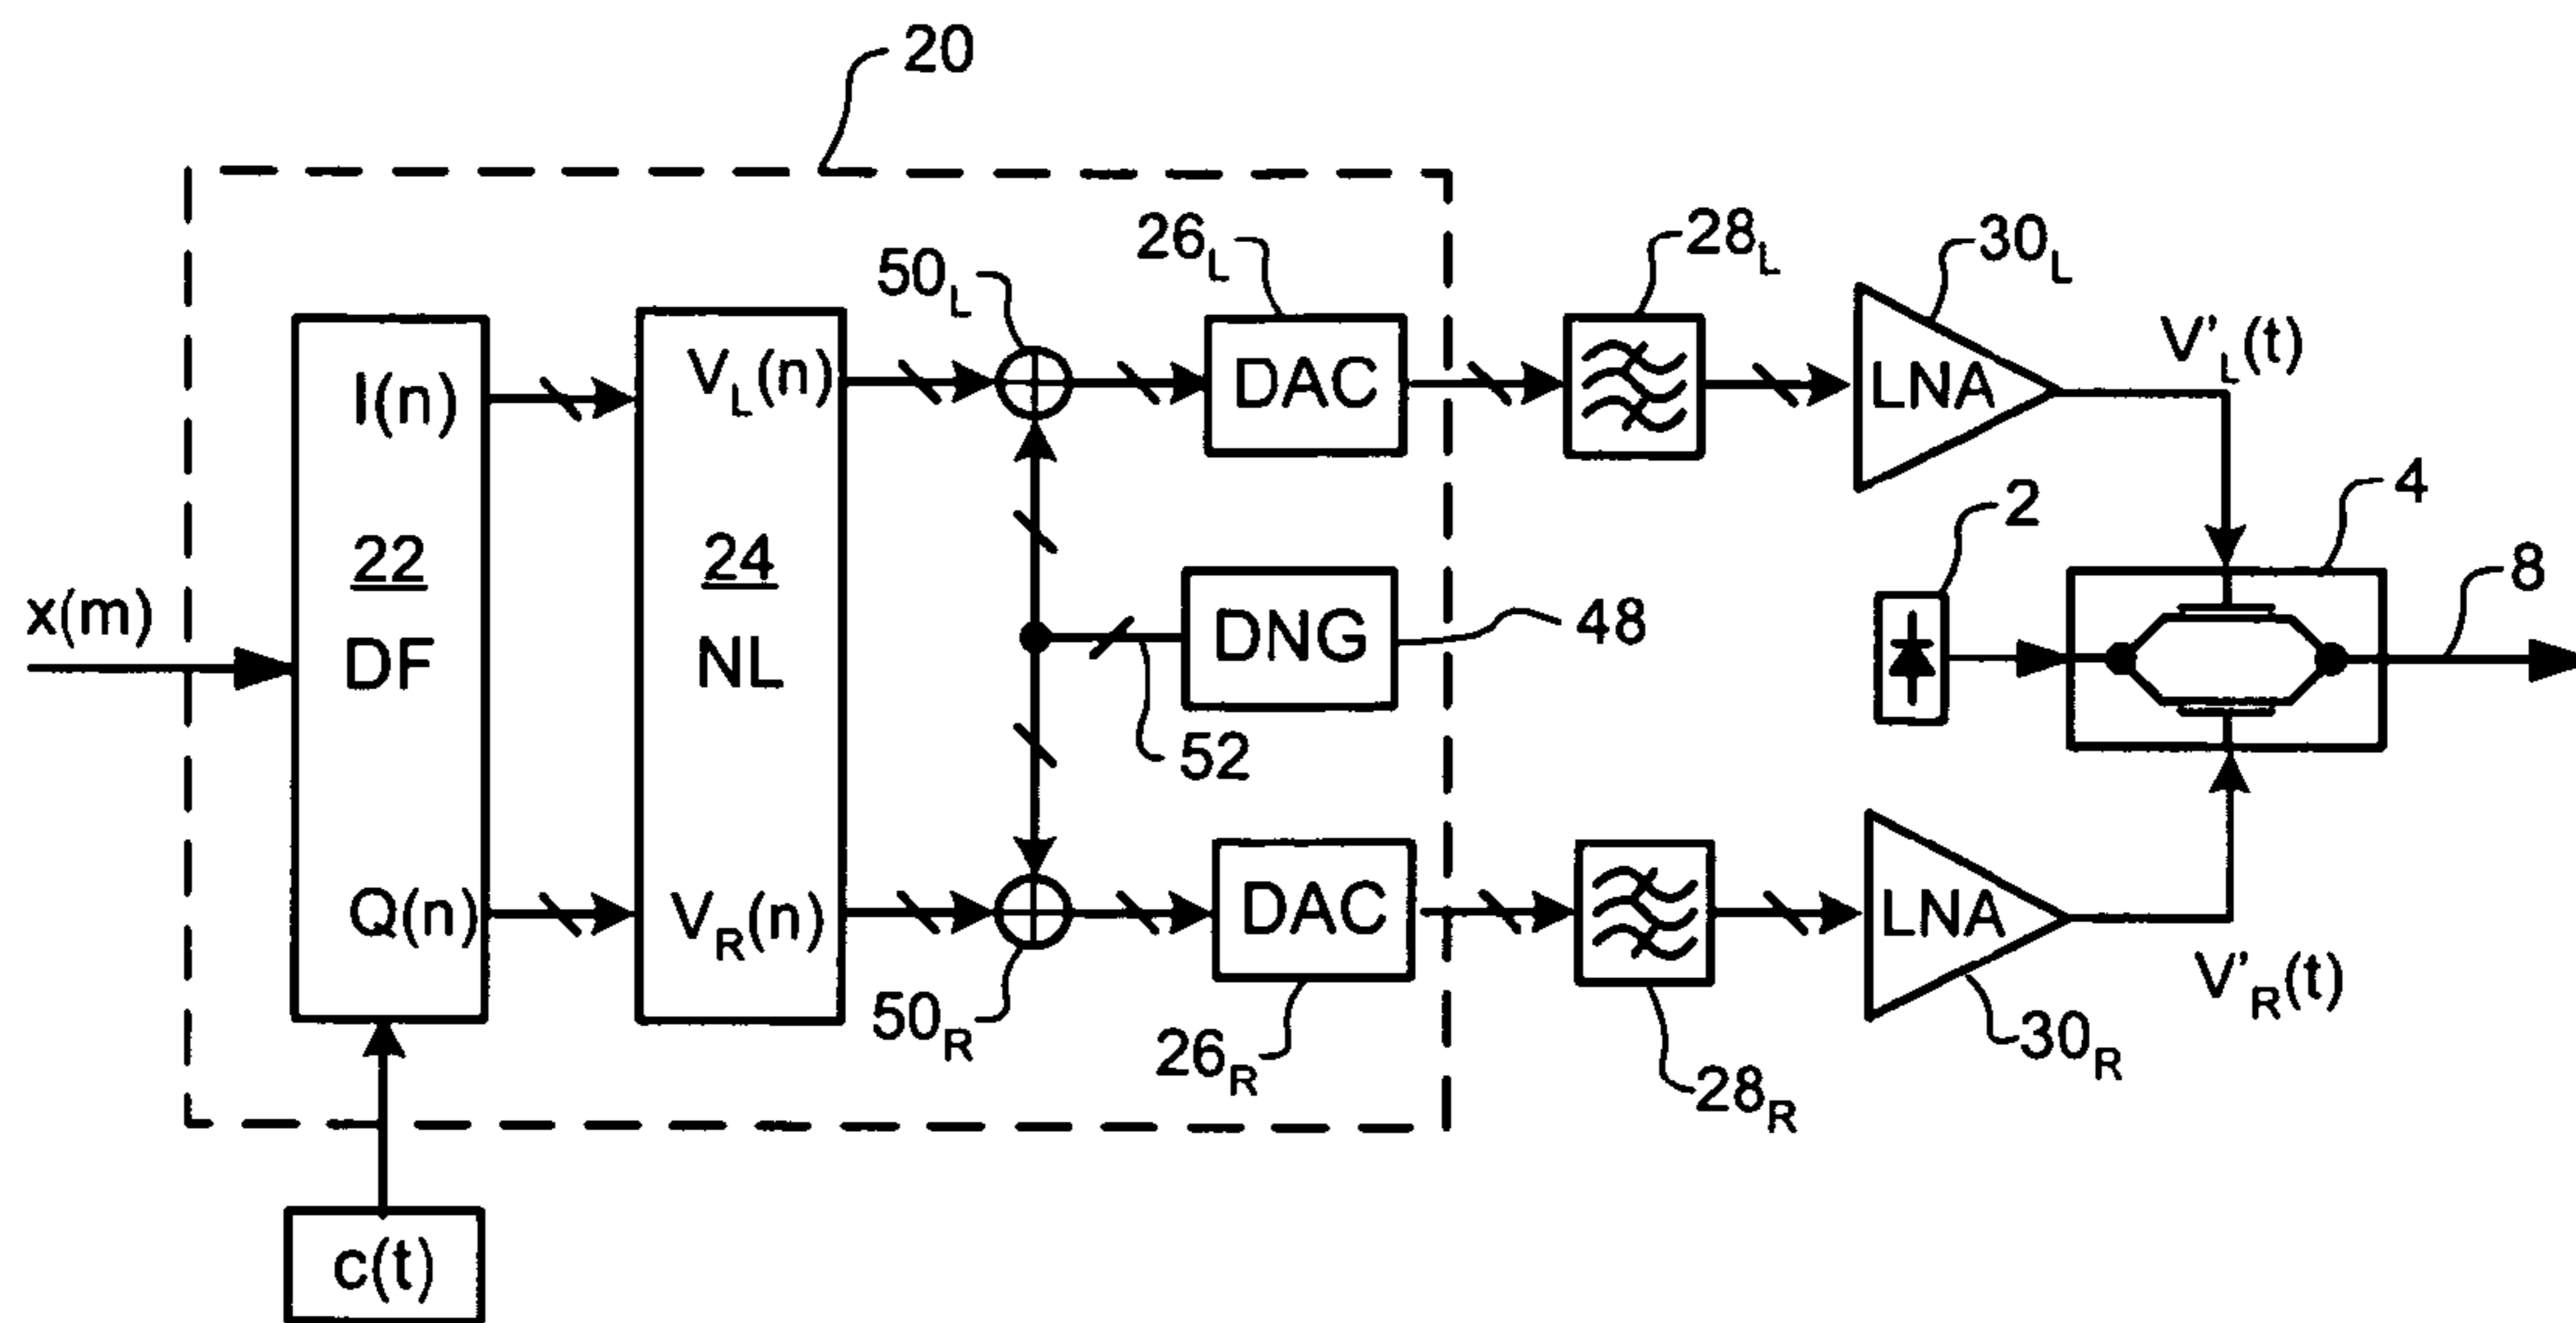 20
26L
28L
30L
50L
V'L(t)
I(n)
VL(n)
DAC
LNA
4
2
8
22
24
x(m)
DF
NL
DNG
48
52
Q(n)
VR(n)
DAC
LNA
V'R(t)
50R
26R
28R
30R
c(t)